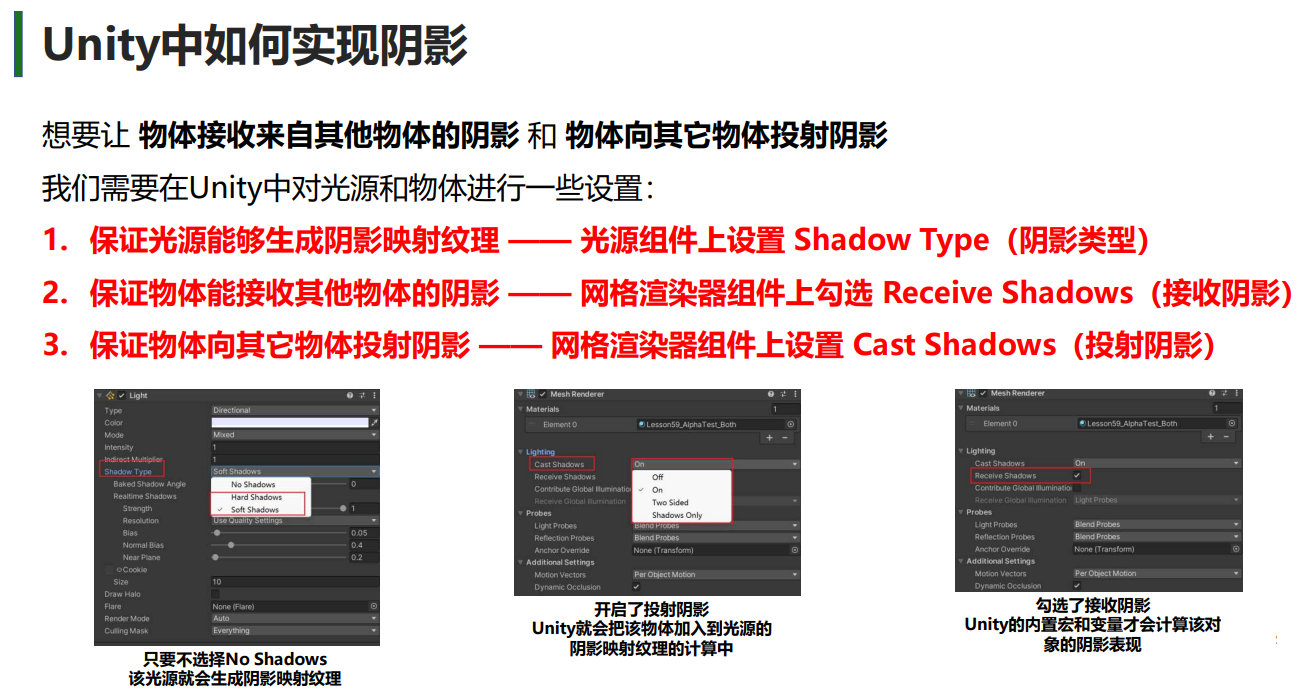 Unity中如何实现阴影
想要让 物体接收来自其他物体的阴影 和 物体向其它物体投射阴影
我们需要在Unity中对光源和物体进行一些设置：
1. 保证光源能够生成阴影映射纹理 —— 光源组件上设置 Shadow Type（阴影类型）
2. 保证物体能接收其他物体的阴影 —— 网格渲染器组件上勾选 Receive Shadows（接收阴影）
3. 保证物体向其它物体投射阴影 —— 网格渲染器组件上设置 Cast Shadows（投射阴影）
Light
Type Directional
Color
Mode Mixed
Intensity 1
Indirect Multiplier 1
Shadow Type Soft Shadows
No Shadows
Hard Shadows
Soft Shadows
Baked Shadow Angle 0
Realtime Shadows
Strength 1
Resolution Use Quality Settings
Bias 0.05
Normal Bias 0.4
Near Plane 0.2
Cookie
Size 10
Draw Halo
Flare None (Flare)
Render Mode Auto
Culling Mask Everything
只要不选择No Shadows
该光源就会生成阴影映射纹理
Mesh Renderer
Materials 1
Element 0 Lesson59_AlphaTest_Both
Lighting
Cast Shadows On
Off
On
Two Sided
Shadows Only
Receive Shadows
Contribute Global Illumination
Receive Global Illumination
Probes
Light Probes Blend Probes
Reflection Probes Blend Probes
Anchor Override None (Transform)
Additional Settings
Motion Vectors Per Object Motion
Dynamic Occlusion
开启了投射阴影
Unity就会把该物体加入到光源的
阴影映射纹理的计算中
Mesh Renderer
Materials 1
Element 0 Lesson59_AlphaTest_Both
Lighting
Cast Shadows On
Receive Shadows
Contribute Global Illumination
Receive Global Illumination Light Probes
Probes
Light Probes Blend Probes
Reflection Probes Blend Probes
Anchor Override None (Transform)
Additional Settings
Motion Vectors Per Object Motion
Dynamic Occlusion
勾选了接收阴影
Unity的内置宏和变量才会计算该对
象的阴影表现